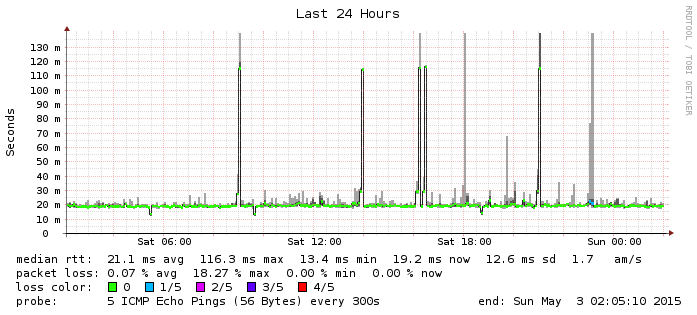 Last 24 Hours
RRDTOOL / TOBI OETIKER
Seconds
130 m
120 m
110 m
100 m
90 m
80 m
70 m
60 m
50 m
40 m
30 m
20 m
10 m
0
Sat 06:00 Sat 12:00 Sat 18:00 Sun 00:00
median rtt: 21.1 ms avg 116.3 ms max 13.4 ms min 19.2 ms now 12.6 ms sd 1.7 am/s
packet loss: 0.07 % avg 18.27 % max 0.00 % min 0.00 % now
loss color: 0 1/5 2/5 3/5 4/5
probe: 5 ICMP Echo Pings (56 Bytes) every 300s end: Sun May 3 02:05:10 2015